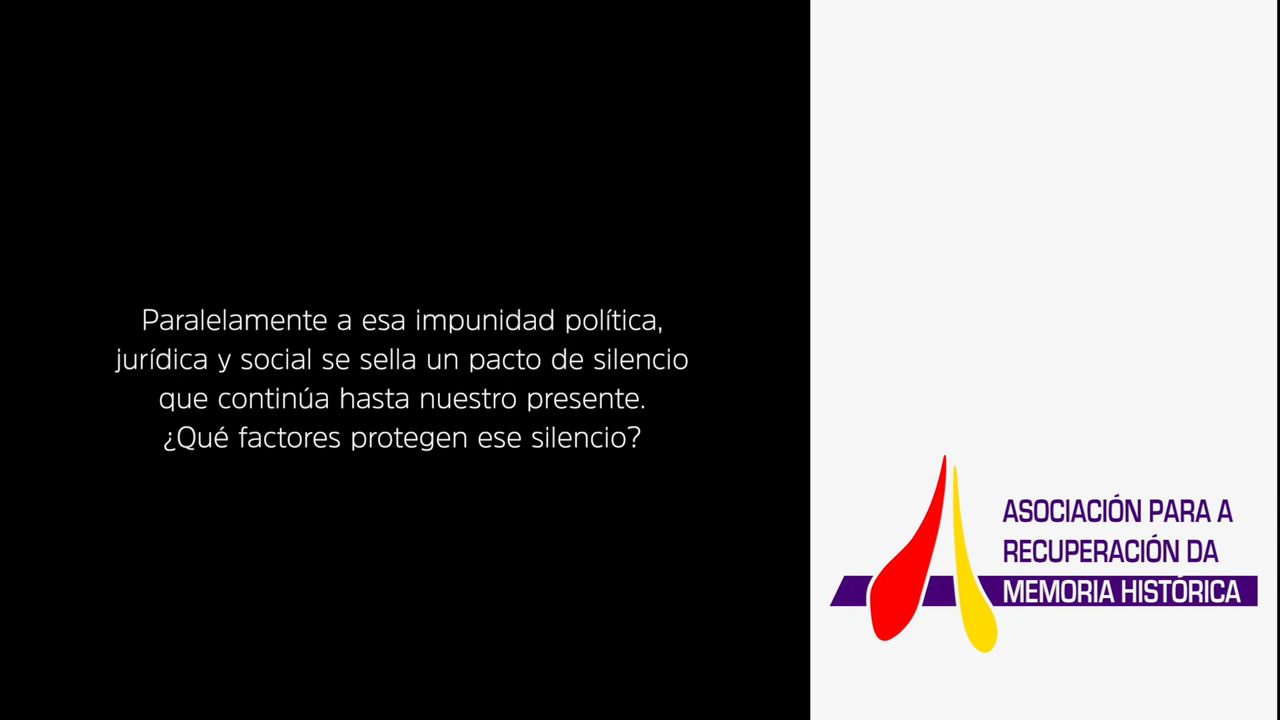 Paralelamente a esa impunidad política,
jurídica y social se sella un pacto de silencio
que continúa hasta nuestro presente.
¿Qué factores protegen ese silencio?
ASOCIACIÓN PARA A
RECUPERACIÓN DA
MEMORIA HISTÓRICA